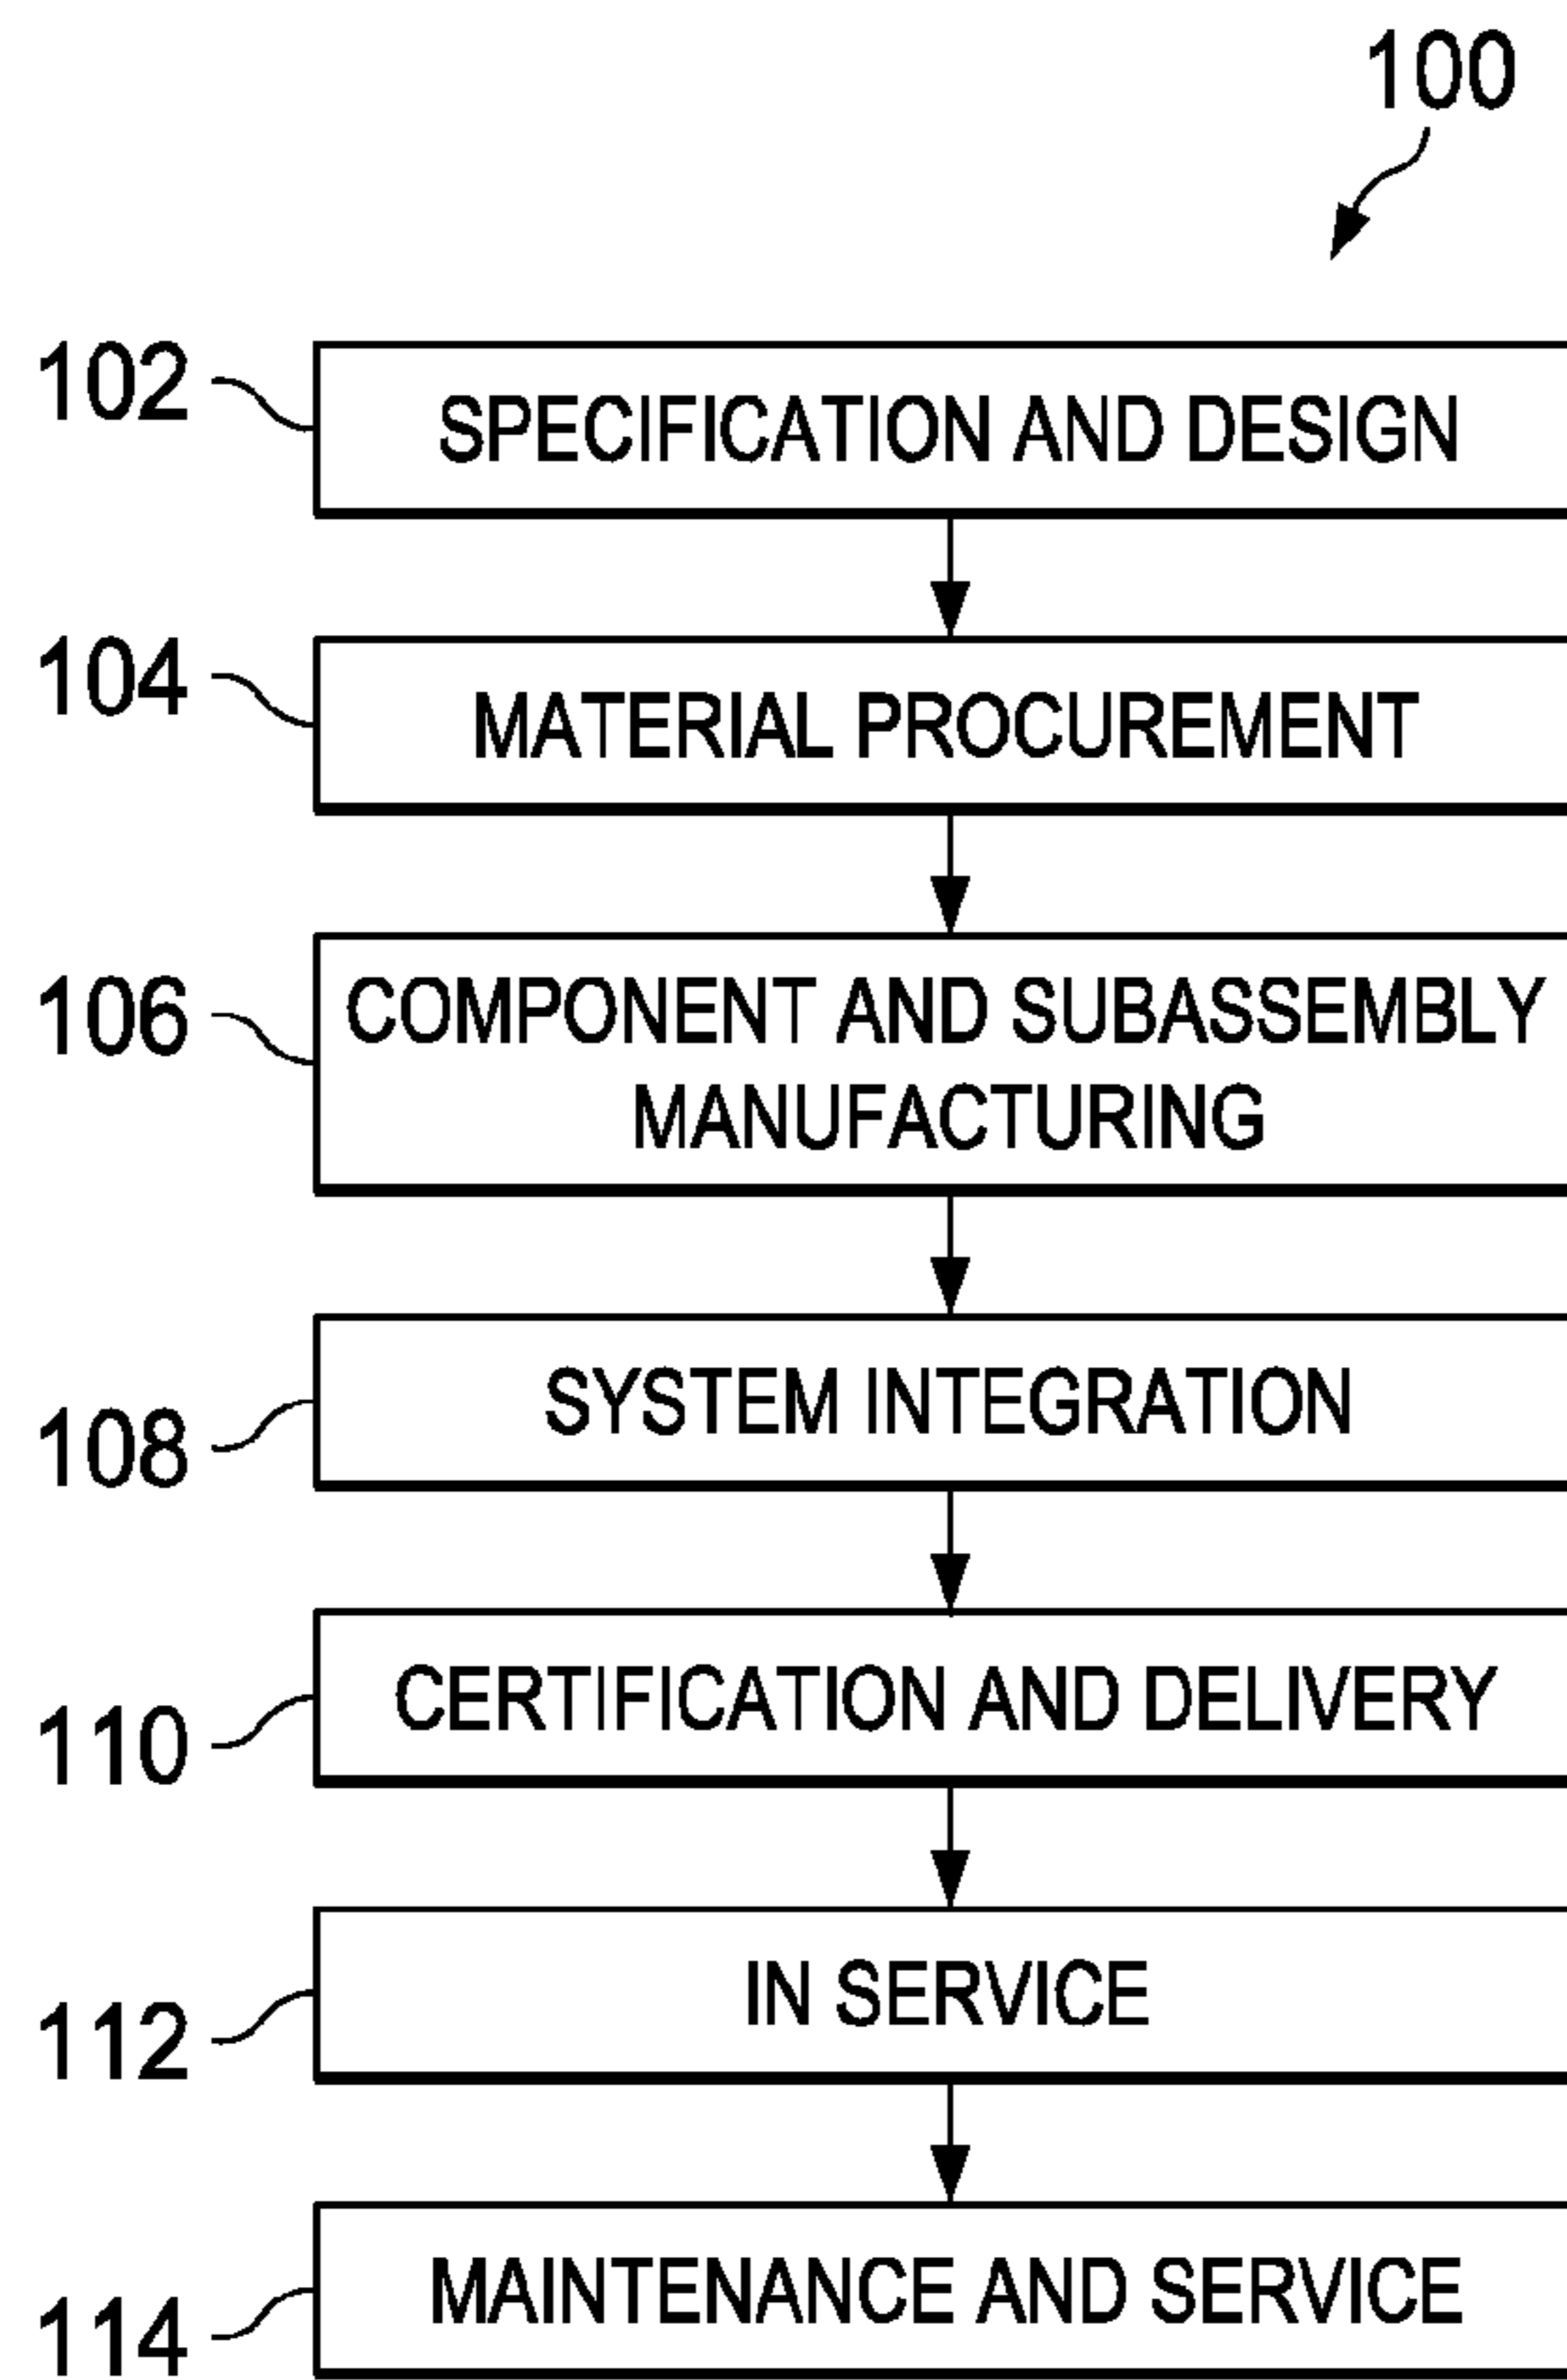 100
102
SPECIFICATION AND DESIGN
104
MATERIAL PROCUREMENT
106
COMPONENT AND SUBASSEMBLY
MANUFACTURING
108
SYSTEM INTEGRATION
110
CERTIFICATION AND DELIVERY
112
IN SERVICE
114
MAINTENANCE AND SERVICE